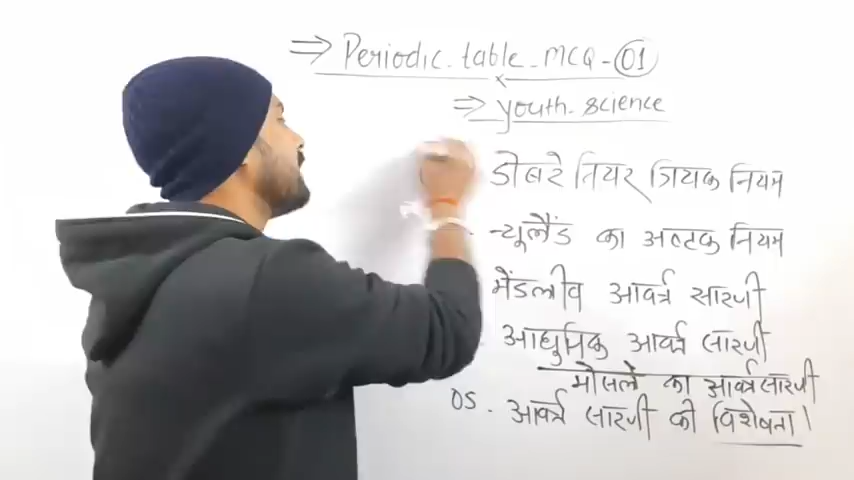 ⇒ Periodic table MCQ - 01
⇒ youth science
डोबरे नियर त्रियक नियम
न्यूलैंड का अष्टक नियम
मेंडलीव आवर्त्र सारणी
आधुनिक आवर्त्र सारणी
मौसले का आवर्त्र सारणी
05. आवर्त्र सारणी की विशेषता।